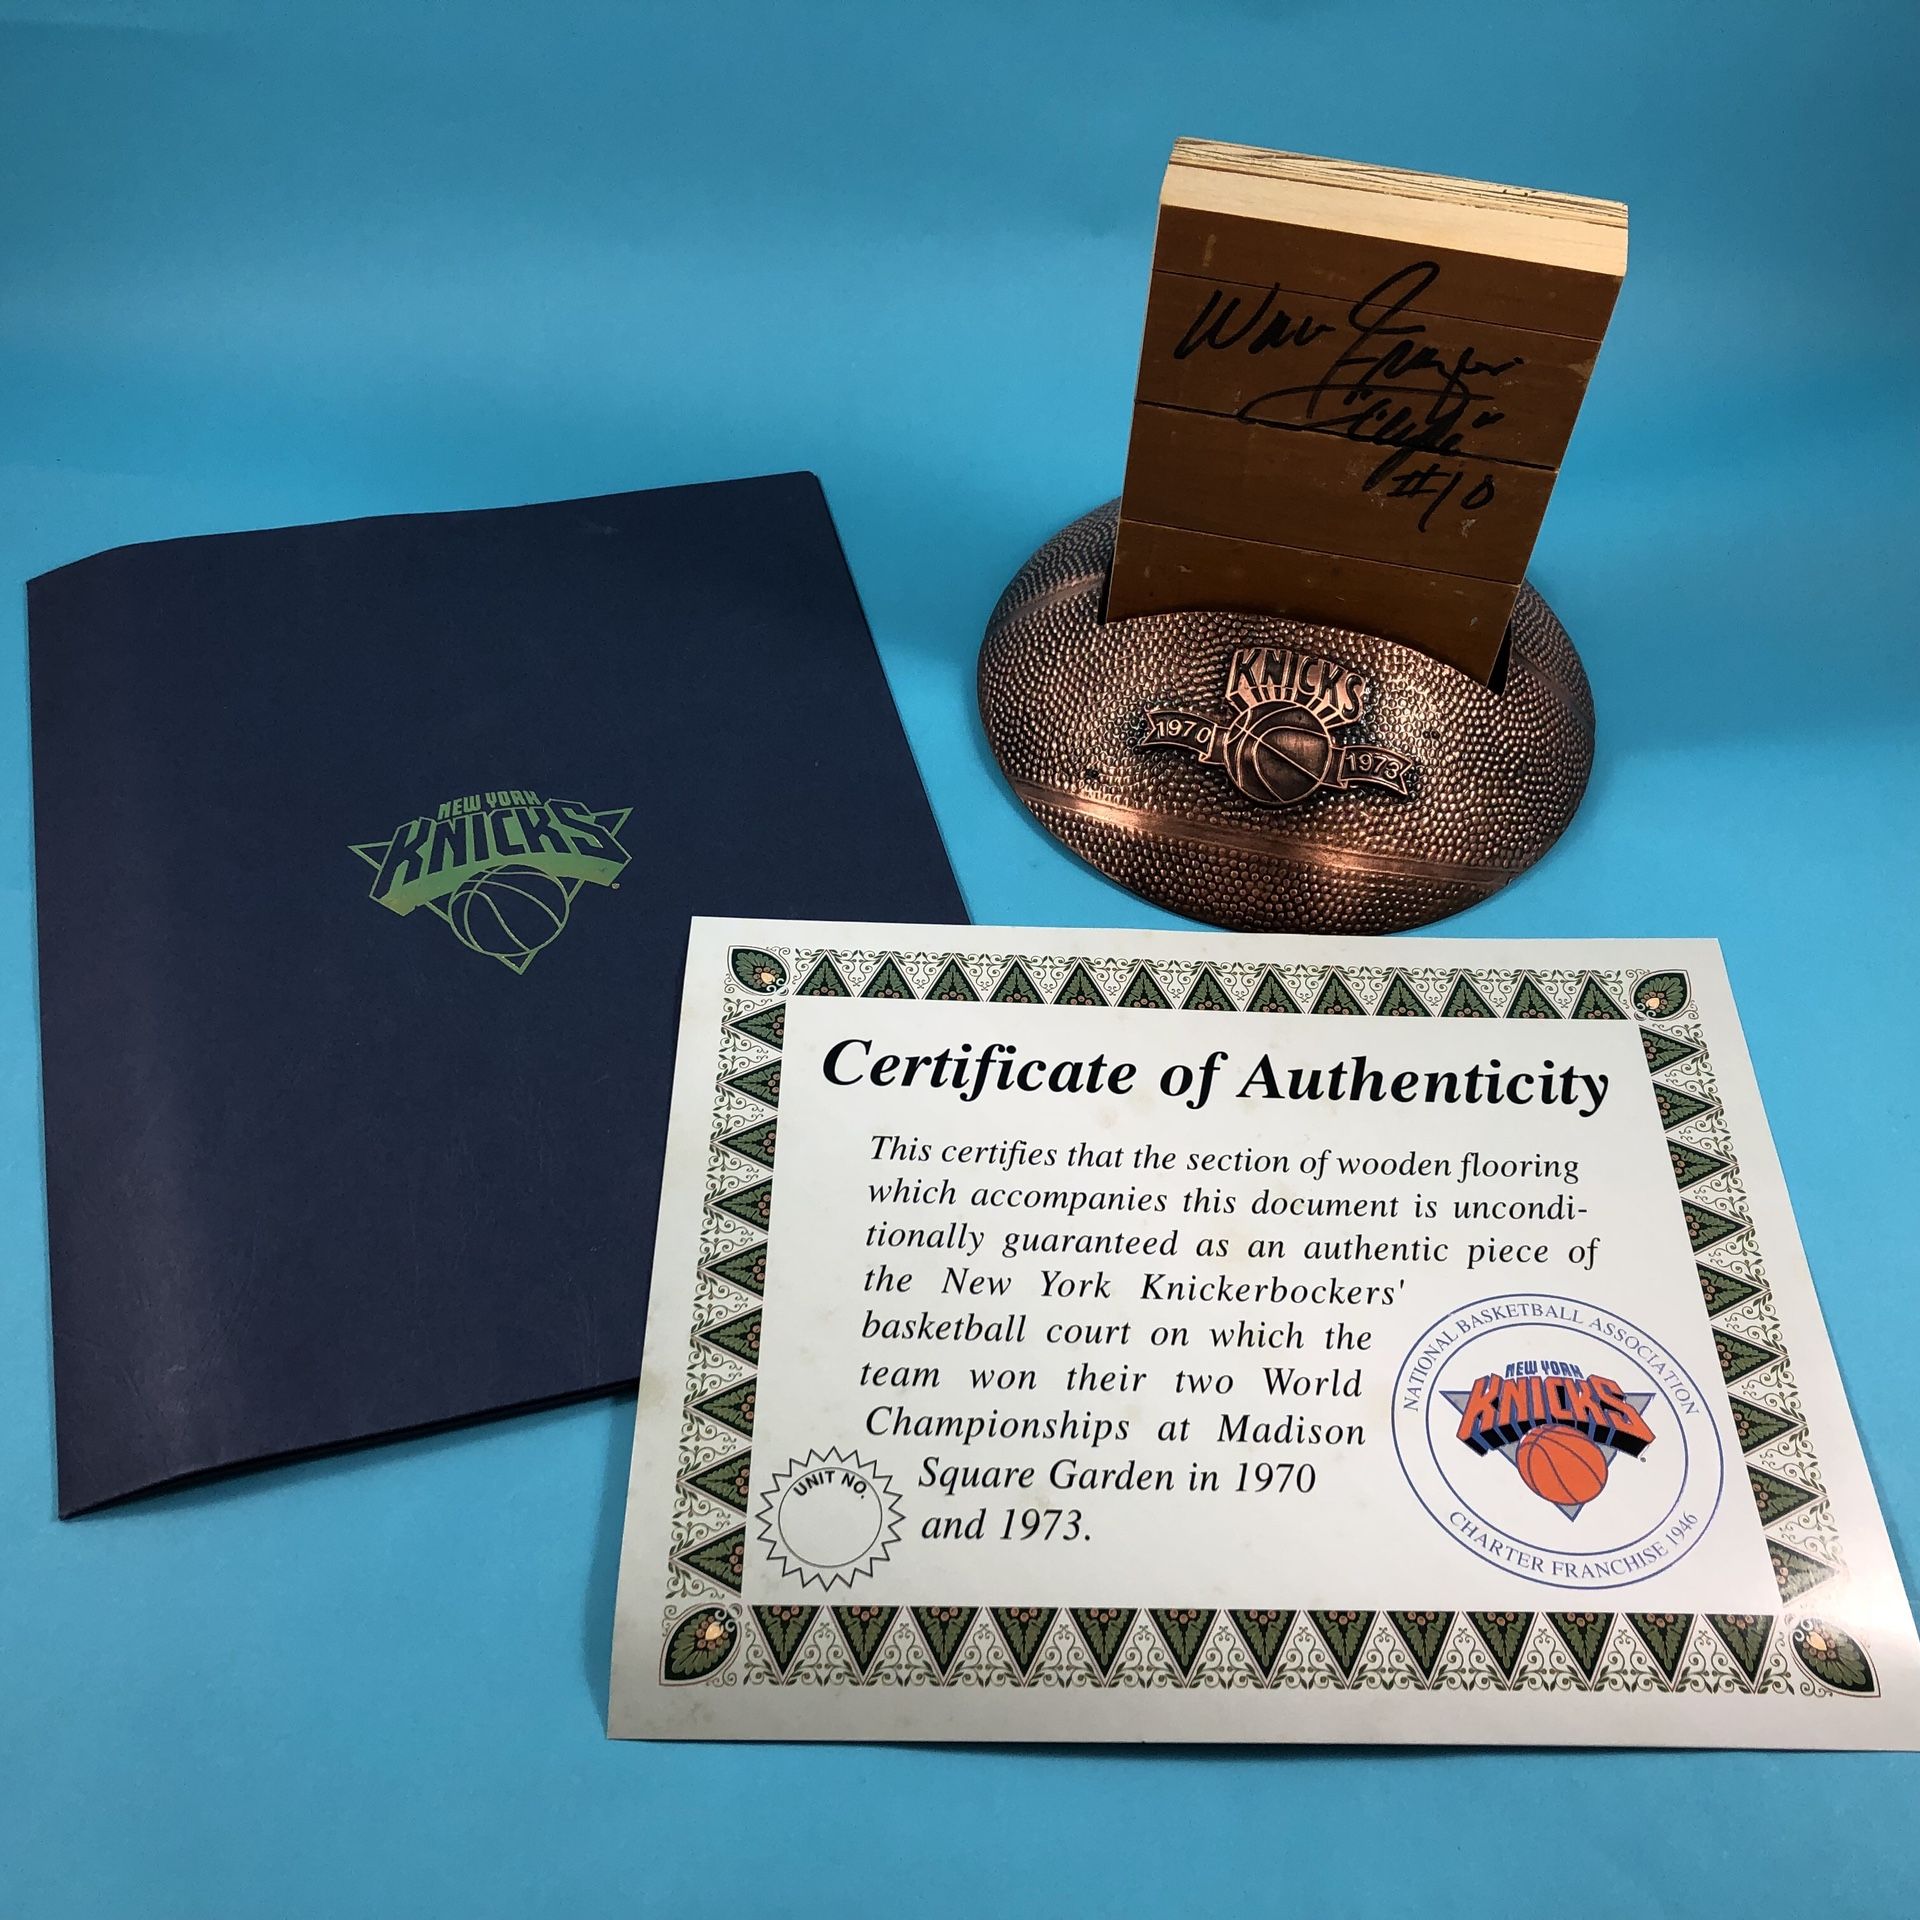 Walt Frazier
"Clyde"
#10
KNICKS
1970
1973
NEW YORK
KNICKS
Certificate of Authenticity
This certifies that the section of wooden flooring
which accompanies this document is uncondi-
tionally guaranteed as an authentic piece of
the New York Knickerbockers'
basketball court on which the
team won their two World
Championships at Madison
Square Garden in 1970
and 1973.
UNIT NO.
NATIONAL BASKETBALL ASSOCIATION
NEW YORK
KNICKS
CHARTER FRANCHISE 1946